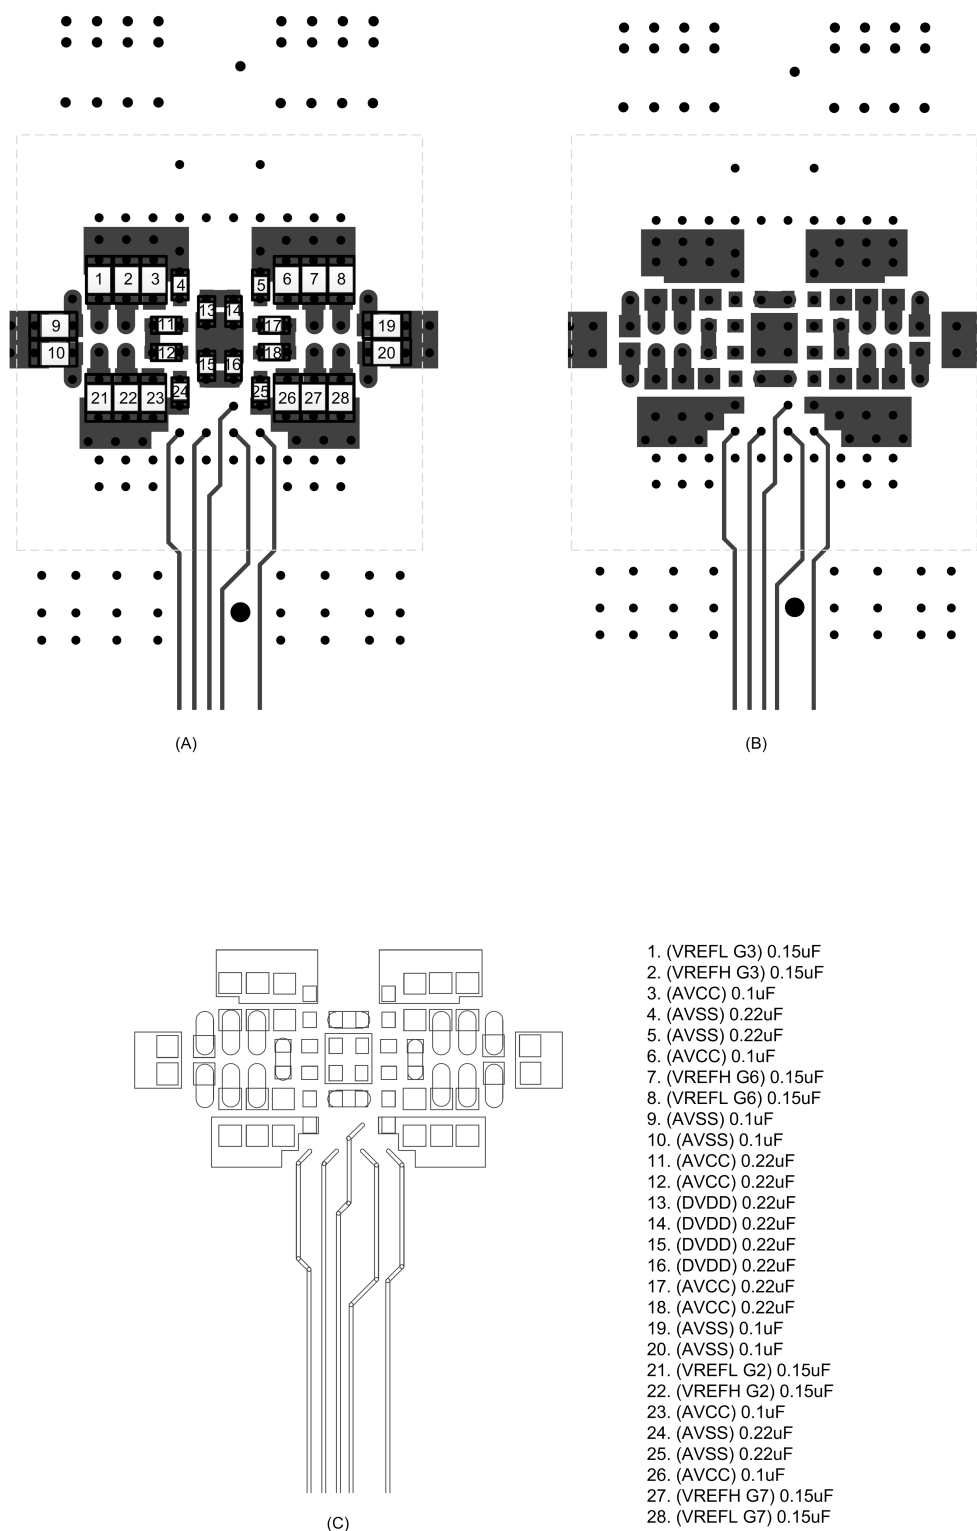 1 2 3 4 5 6 7 8
13 14
9 11 17 19
10 12 18 20
15 16
21 22 23 24 25 26 27 28
(A) (B)
1. (VREFL G3) 0.15uF
2. (VREFH G3) 0.15uF
3. (AVCC) 0.1uF
4. (AVSS) 0.22uF
5. (AVSS) 0.22uF
6. (AVCC) 0.1uF
7. (VREFH G6) 0.15uF
8. (VREFL G6) 0.15uF
9. (AVSS) 0.1uF
10. (AVSS) 0.1uF
11. (AVCC) 0.22uF
12. (AVCC) 0.22uF
13. (DVDD) 0.22uF
14. (DVDD) 0.22uF
15. (DVDD) 0.22uF
16. (DVDD) 0.22uF
17. (AVCC) 0.22uF
18. (AVCC) 0.22uF
19. (AVSS) 0.1uF
20. (AVSS) 0.1uF
21. (VREFL G2) 0.15uF
22. (VREFH G2) 0.15uF
23. (AVCC) 0.1uF
24. (AVSS) 0.22uF
25. (AVSS) 0.22uF
26. (AVCC) 0.1uF
27. (VREFH G7) 0.15uF
28. (VREFL G7) 0.15uF
(C)